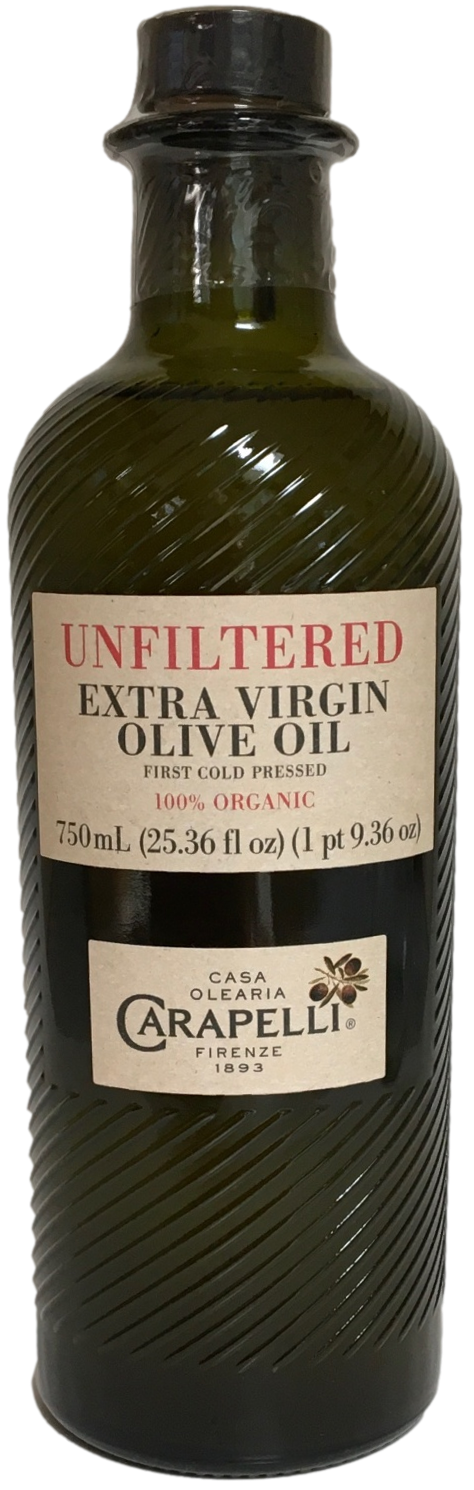 UNFILTERED
EXTRA VIRGIN
OLIVE OIL
FIRST COLD PRESSED
100% ORGANIC
750mL (25.36 fl oz) (1 pt 9.36 oz)
CASA
OLEARIA
CARAPELLI®
FIRENZE
1893